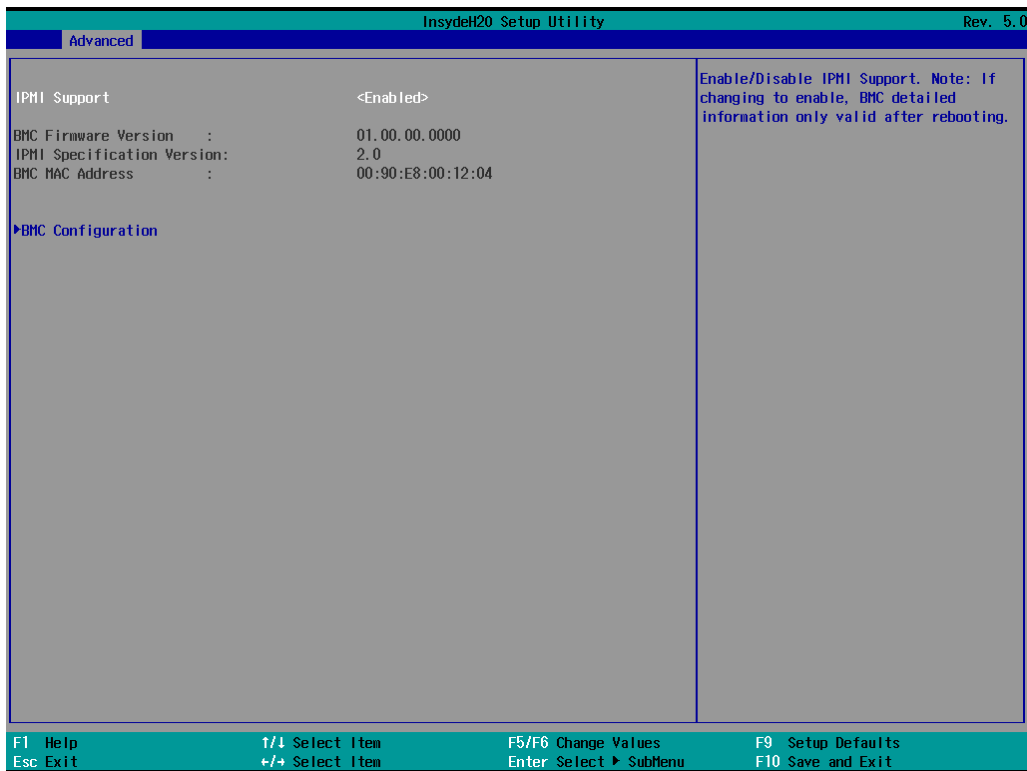 InsydeH20 Setup Utility Rev. 5.0
Advanced
IPMI Support <Enabled>
BMC Firmware Version : 01.00.00.0000
IPMI Specification Version: 2.0
BMC MAC Address : 00:90:E8:00:12:04
▶BMC Configuration
Enable/Disable IPMI Support. Note: If
changing to enable, BMC detailed
information only valid after rebooting.
F1 Help ↑/↓ Select Item F5/F6 Change Values F9 Setup Defaults
Esc Exit ←/→ Select Item Enter Select ▶ SubMenu F10 Save and Exit